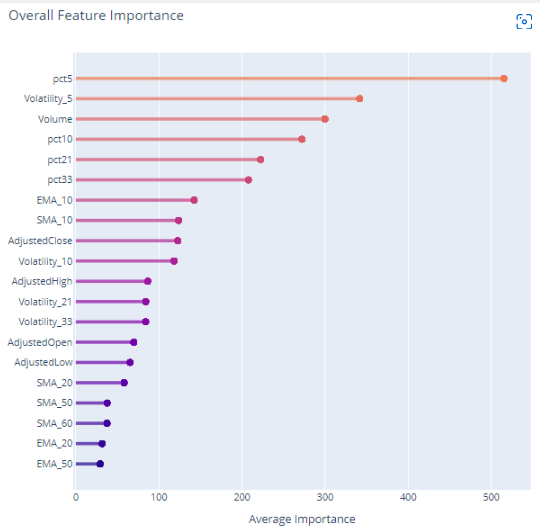 Overall Feature Importance
pct5
Volatility_5
Volume
pct10
pct21
pct33
EMA_10
SMA_10
AdjustedClose
Volatility_10
AdjustedHigh
Volatility_21
Volatility_33
AdjustedOpen
AdjustedLow
SMA_20
SMA_50
SMA_60
EMA_20
EMA_50
0 100 200 300 400 500
Average Importance